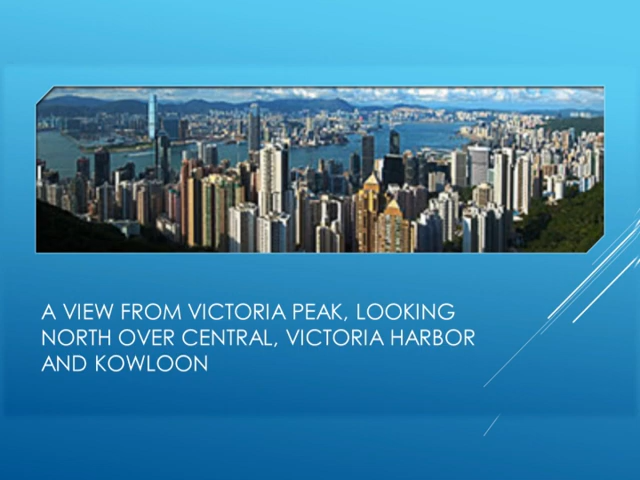 A VIEW FROM VICTORIA PEAK, LOOKING
NORTH OVER CENTRAL, VICTORIA HARBOR
AND KOWLOON